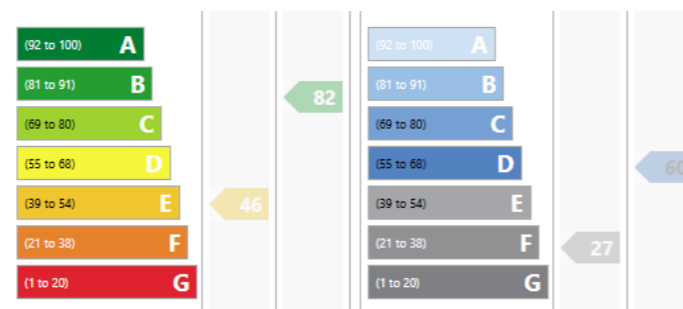 (92 to 100) A
(81 to 91) B
(69 to 80) C
(55 to 68) D
(39 to 54) E
(21 to 38) F
(1 to 20) G
46
82
(92 to 100) A
(81 to 91) B
(69 to 80) C
(55 to 68) D
(39 to 54) E
(21 to 38) F
(1 to 20) G
27
60